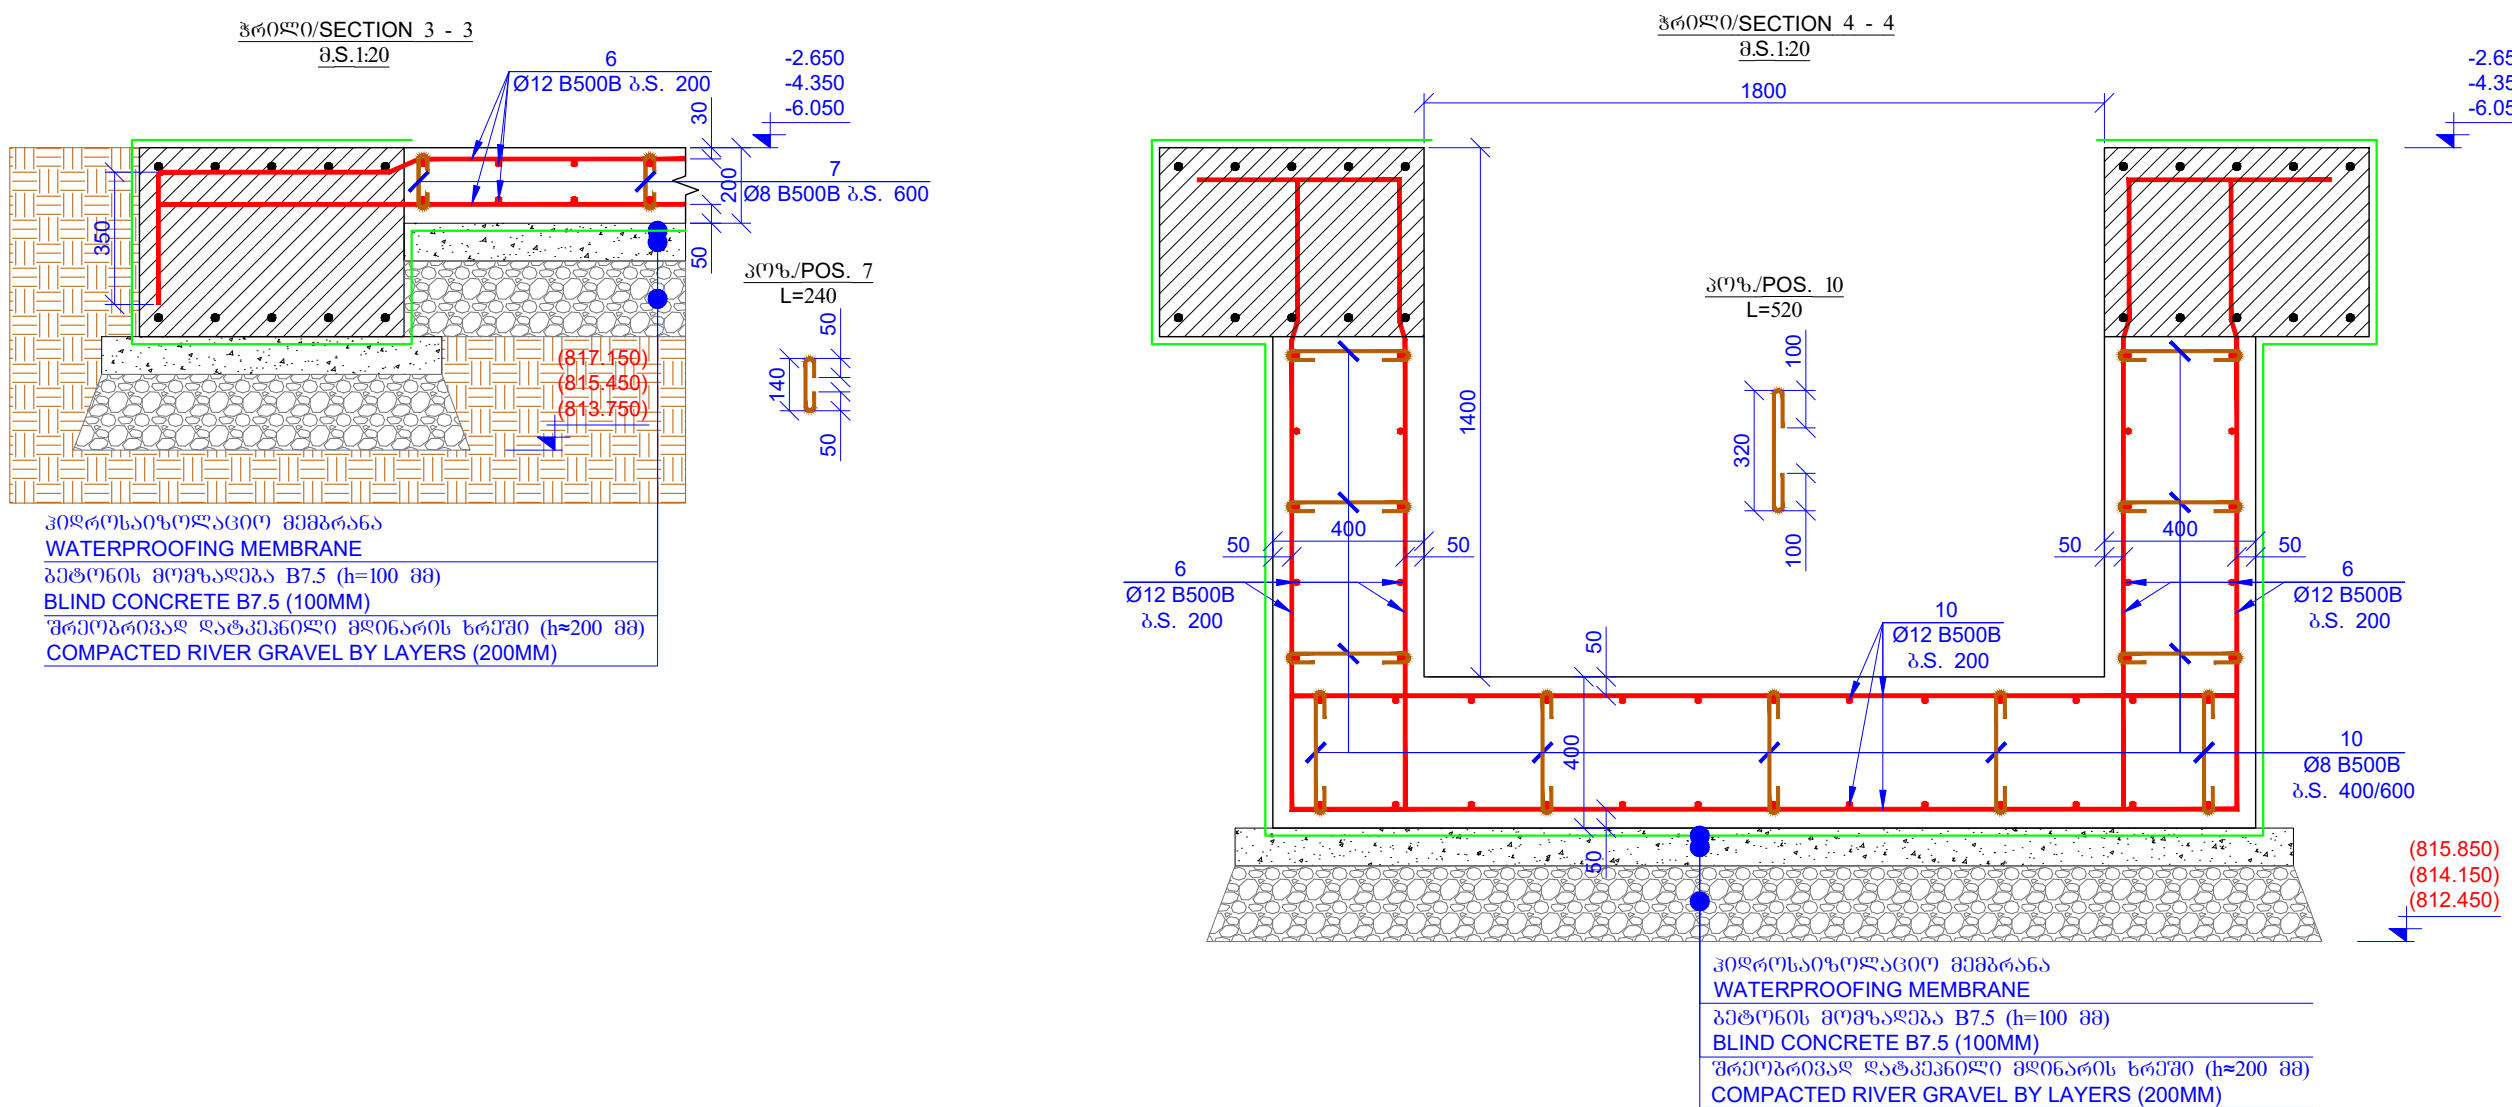 ჭრილი/SECTION 3 - 3
მ.S.1:20
6
Ø12 B500B ბ.S. 200
-2.650
-4.350
-6.050
30
200
7
Ø8 B500B ბ.S. 600
350
50
პოზ./POS. 7
L=240
50
140
50
(817.150)
(815.450)
(813.750)
ჰიდროსაიზოლაციო მემბრანა
WATERPROOFING MEMBRANE
ბეტონის მომზადება B7.5 (h=100 მმ)
BLIND CONCRETE B7.5 (100MM)
შრეობრივად დატკეპნილი მდინარის ხრეში (h≈200 მმ)
COMPACTED RIVER GRAVEL BY LAYERS (200MM)
ჭრილი/SECTION 4 - 4
მ.S.1:20
1800
-2.65
-4.35
-6.05
1400
პოზ./POS. 10
L=520
100
320
100
400
50
50
6
Ø12 B500B
ბ.S. 200
400
50
50
6
Ø12 B500B
ბ.S. 200
10
Ø12 B500B
ბ.S. 200
50
400
50
10
Ø8 B500B
ბ.S. 400/600
(815.850)
(814.150)
(812.450)
ჰიდროსაიზოლაციო მემბრანა
WATERPROOFING MEMBRANE
ბეტონის მომზადება B7.5 (h=100 მმ)
BLIND CONCRETE B7.5 (100MM)
შრეობრივად დატკეპნილი მდინარის ხრეში (h≈200 მმ)
COMPACTED RIVER GRAVEL BY LAYERS (200MM)